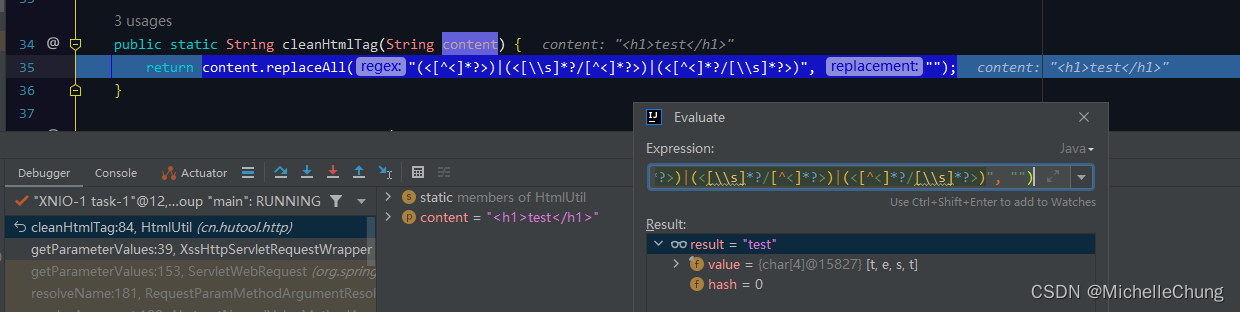 3 usages
34 @ public static String cleanHtmlTag(String content) { content: "<h1>test</h1>"
35 return content.replaceAll( regex: "(<[^<]*?>)|(<[\\s]*?/[^<]*?>)|(<[^<]*?/[\\s]*?>)", replacement: ""); content: "<h1>test</h1>"
36 }
37
Evaluate
Expression:
Java
?>)|(<[\\s]*?/[^<]*?>)|(<[^<]*?/[\\s]*?>)", "")
Use Ctrl+Shift+Enter to add to Watches
Result:
result = "test"
value = {char[4]@15827} [t, e, s, t]
hash = 0
Debugger Console Actuator
"XNIO-1 task-1"@12,...oup "main": RUNNING
cleanHtmlTag:84, HtmlUtil (cn.hutool.http)
getParameterValues:39, XssHttpServletRequestWrapper
getParameterValues:153, ServletWebRequest (org.spring
resolveName:181, RequestParamMethodArgumentResol
static members of HtmlUtil
content = "<h1>test</h1>"
CSDN @MichelleChung